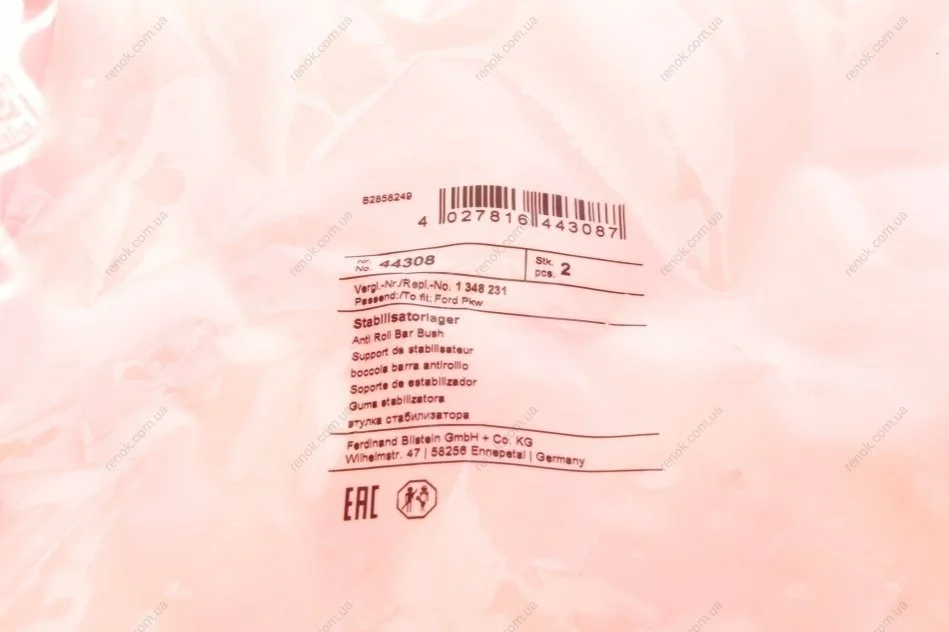 B2858249
4 027816 443087
Nr.
No. 44308
Stk.
pcs. 2
Vergl.-Nr./Repl.-No. 1 348 231
Passend:/To fit: Ford Pkw
Stabilisatorlager
Anti Roll Bar Bush
Support de stabilisateur
boccola barra antirollio
Soporte de estabilizador
Guma stabilizatora
втулка стабилизатора
Ferdinand Bilstein GmbH + Co. KG
Wilhelmstr. 47 | 58256 Ennepetal | Germany
EAC
renok.com.ua